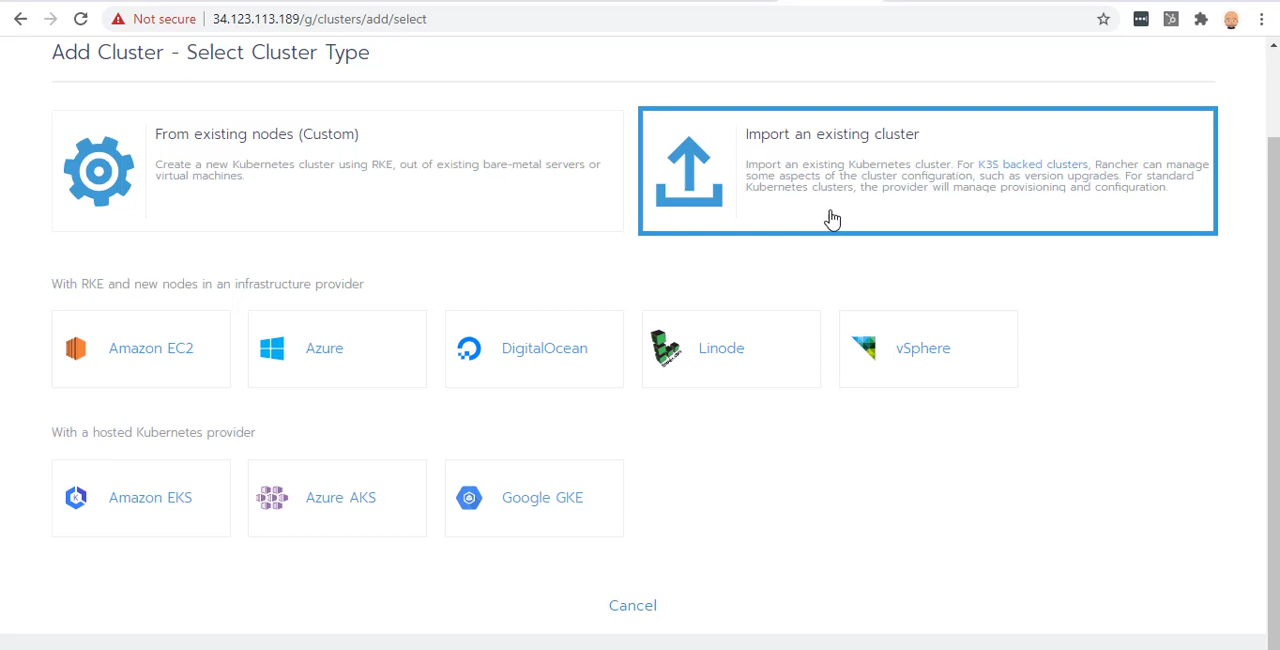 Not secure
34.123.113.189/g/clusters/add/select
Add Cluster - Select Cluster Type
From existing nodes (Custom)
Create a new Kubernetes cluster using RKE, out of existing bare-metal servers or
virtual machines.
Import an existing cluster
Import an existing Kubernetes cluster. For K3S backed clusters, Rancher can manage
some aspects of the cluster configuration, such as version upgrades. For standard
Kubernetes clusters, the provider will manage provisioning and configuration.
With RKE and new nodes in an infrastructure provider
Amazon EC2
Azure
DigitalOcean
Linode
vSphere
With a hosted Kubernetes provider
Amazon EKS
Azure AKS
Google GKE
Cancel